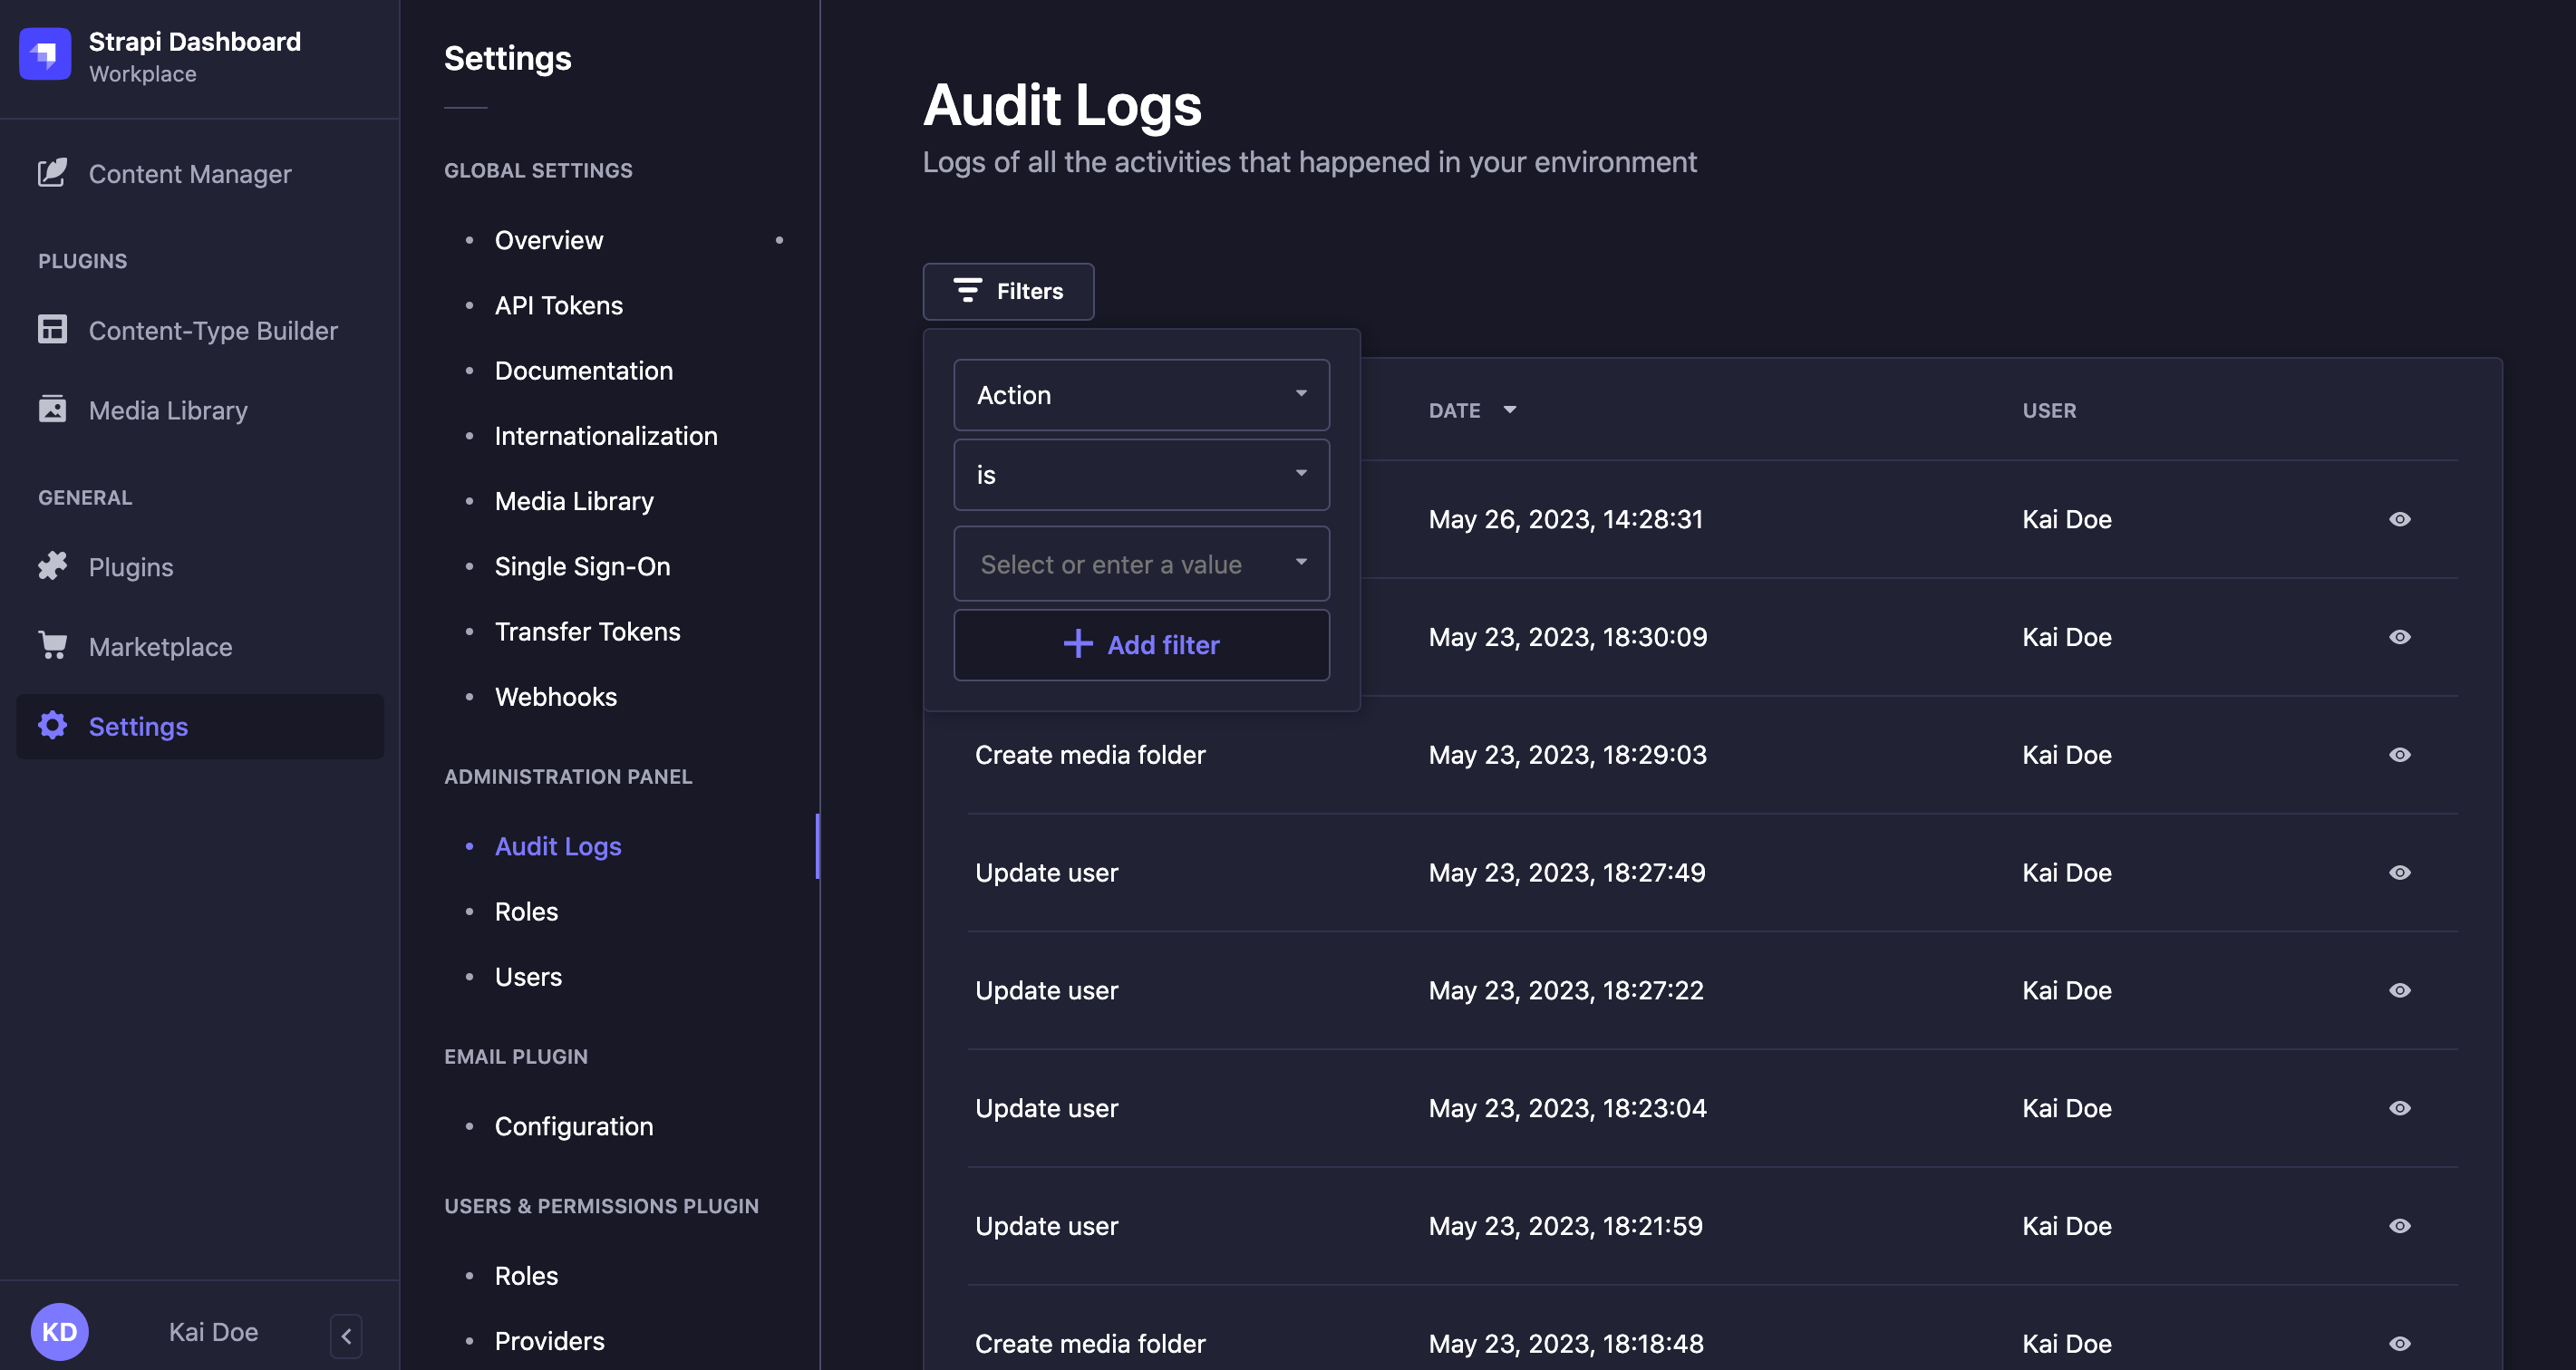 Strapi Dashboard
Workplace
Content Manager
PLUGINS
Content-Type Builder
Media Library
GENERAL
Plugins
Marketplace
Settings
KD
Kai Doe
Settings
GLOBAL SETTINGS
Overview
API Tokens
Documentation
Internationalization
Media Library
Single Sign-On
Transfer Tokens
Webhooks
ADMINISTRATION PANEL
Audit Logs
Roles
Users
EMAIL PLUGIN
Configuration
USERS & PERMISSIONS PLUGIN
Roles
Providers
Audit Logs
Logs of all the activities that happened in your environment
Filters
Action
is
Select or enter a value
Add filter
DATE USER
May 26, 2023, 14:28:31 Kai Doe
May 23, 2023, 18:30:09 Kai Doe
Create media folder May 23, 2023, 18:29:03 Kai Doe
Update user May 23, 2023, 18:27:49 Kai Doe
Update user May 23, 2023, 18:27:22 Kai Doe
Update user May 23, 2023, 18:23:04 Kai Doe
Update user May 23, 2023, 18:21:59 Kai Doe
Create media folder May 23, 2023, 18:18:48 Kai Doe